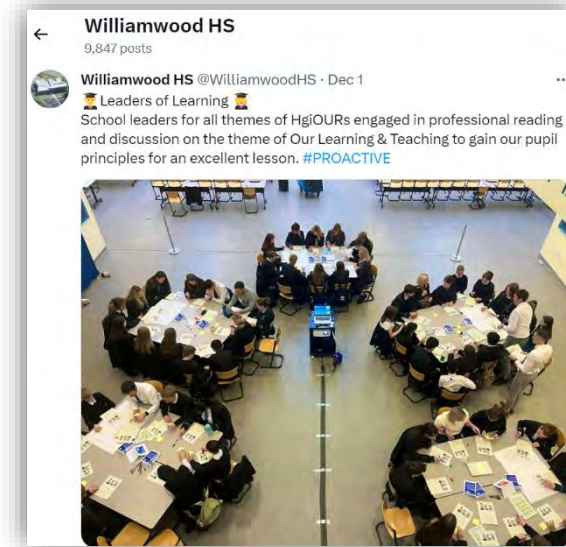 Williamwood HS
9,847 posts
Williamwood HS @WilliamwoodHS · Dec 1
👨‍🎓Leaders of Learning 👩‍🎓
School leaders for all themes of HgiOURs engaged in professional reading
and discussion on the theme of Our Learning & Teaching to gain our pupil
principles for an excellent lesson. #PROACTIVE